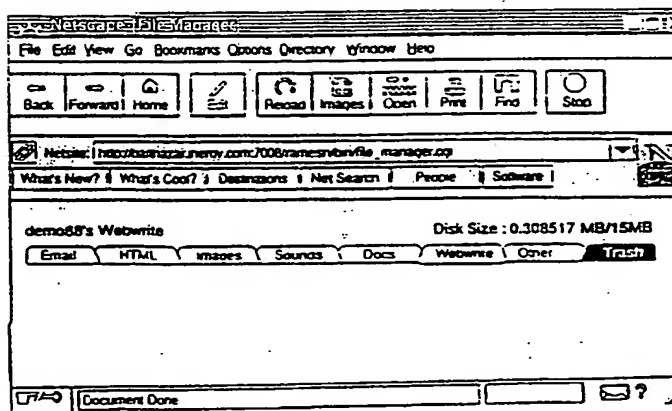 Netscape - [File Manager]
File Edit View Go Bookmarks Options Directory Window Help
Back Forward Home Reload Images Open Print Find Stop
Netsite:
What's New? What's Cool? Destinations Net Search People Software
demo88's Webwrite Disk Size : 0.308517 MB/15MB
Email HTML Images Sounds Docs Webwrite Other Trash
Document Done ?